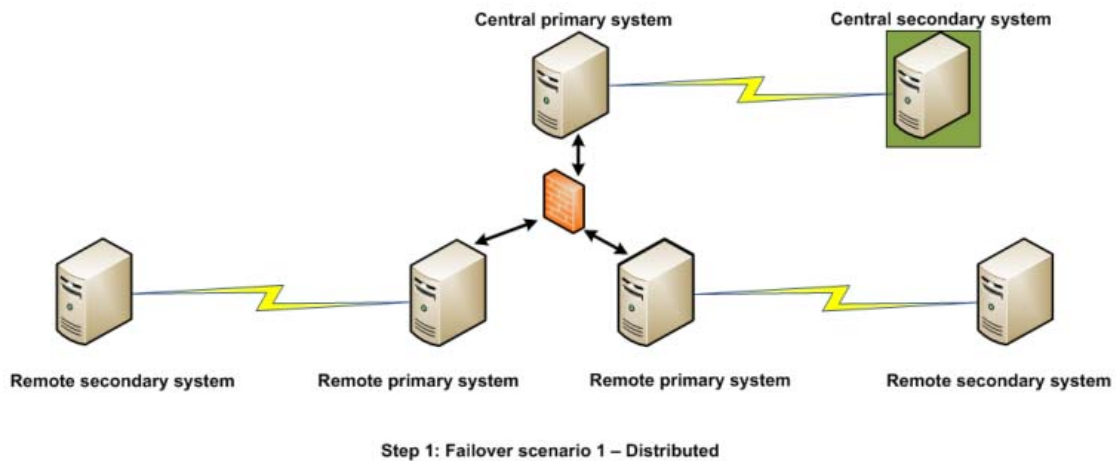 Central primary system
Central secondary system
Remote secondary system
Remote primary system
Remote primary system
Remote secondary system
Step 1: Failover scenario 1 – Distributed